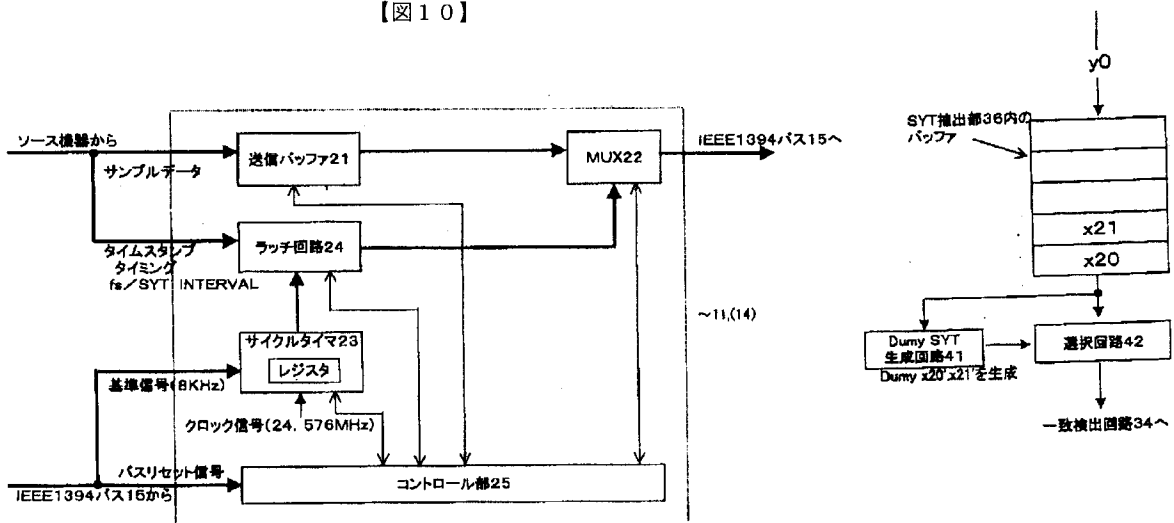 【図１０】
ソース機器から
サンプルデータ
送信バッファ21
MUX22
IEEE1394バス15へ
タイムスタンプ
タイミング
fs／SYT INTERVAL
ラッチ回路24
サイクルタイマ23
レジスタ
基準信号(8KHz)
クロック信号(24, 576MHz)
～11,(14)
バスリセット信号
IEEE1394バス15から
コントロール部25
y0
SYT抽出部36内の
バッファ
x21
x20
Dumy SYT
生成回路41
Dumy x20',x21'を生成
選択回路42
一致検出回路34へ